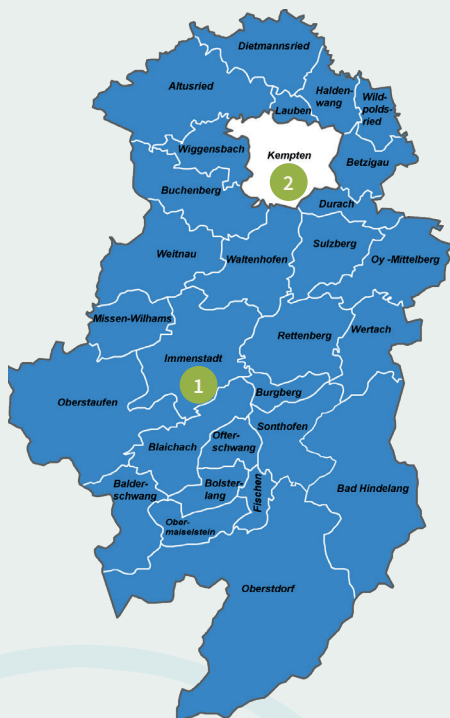 Dietmannsried
Altusried
Halden-
wang
Wild-
polds-
ried
Lauben
Wiggensbach
Kempten
Betzigau
2
Buchenberg
Durach
Sulzberg
Weitnau
Waltenhofen
Oy -Mittelberg
Missen-Wilhams
Rettenberg
Wertach
Immenstadt
1
Burgberg
Oberstaufen
Sonthofen
Ofter-
schwang
Blaichach
Balder-
schwang
Bolster-
lang
Fischen
Bad Hindelang
Ober-
maiselstein
Oberstdorf